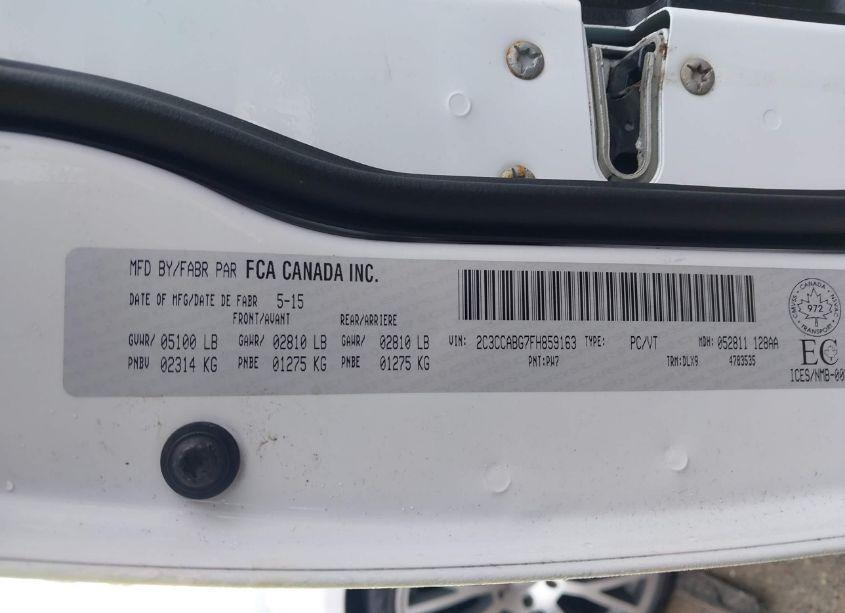 MFD BY/FABR PAR FCA CANADA INC.
DATE OF MFG/DATE DE FABR 5-15
FRONT/AVANT REAR/ARRIERE
GVWR/ 05100 LB GAWR/ 02810 LB GAWR/ 02810 LB
PNBV 02314 KG PNBE 01275 KG PNBE 01275 KG
VIN: 2C3CCABG7FH859163 TYPE: PC/VT MDH: 052811 128AA
PNT: PW7 TRM: DLX9 4783535
CANADA
CMVSS NSVAC
972
TRANSPORT
EC
ICES/NMB-00